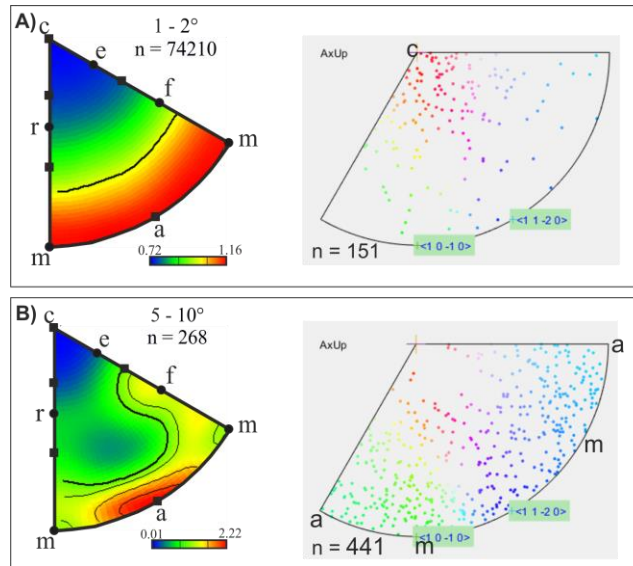 A)
c
1 - 2°
n = 74210
e
f
r
m
a
m
0.72
1.16
AxUp
c
<1 1 -2 0>
<1 0 -1 0>
n = 151
B)
c
5 - 10°
n = 268
e
f
r
m
a
m
0.01
2.22
AxUp
a
m
a
<1 1 -2 0>
<1 0 -1 0>
m
n = 441